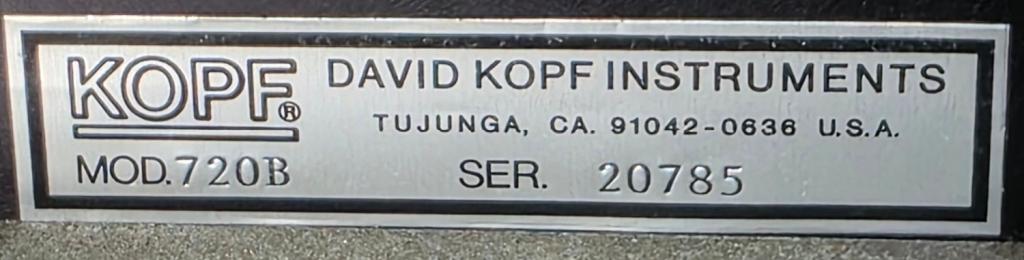 KOPF® DAVID KOPF INSTRUMENTS
TUJUNGA, CA. 91042-0636 U.S.A.
MOD. 720B SER. 20785